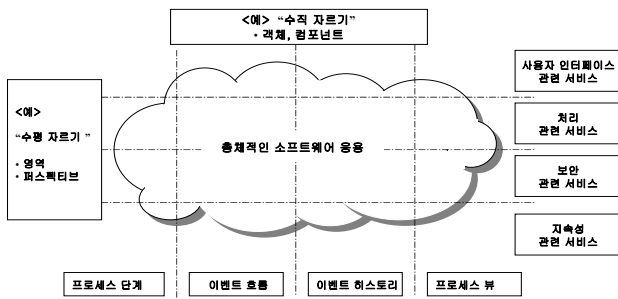 <예> “수직 자르기”
· 객체, 컴포넌트
<예>
“수평 자르기 ”
· 영역
· 퍼스펙티브
총체적인 소프트웨어 응용
사용자 인터페이스
관련 서비스
처리
관련 서비스
보안
관련 서비스
지속성
관련 서비스
프로세스 단계
이벤트 흐름
이벤트 히스토리
프로세스 뷰